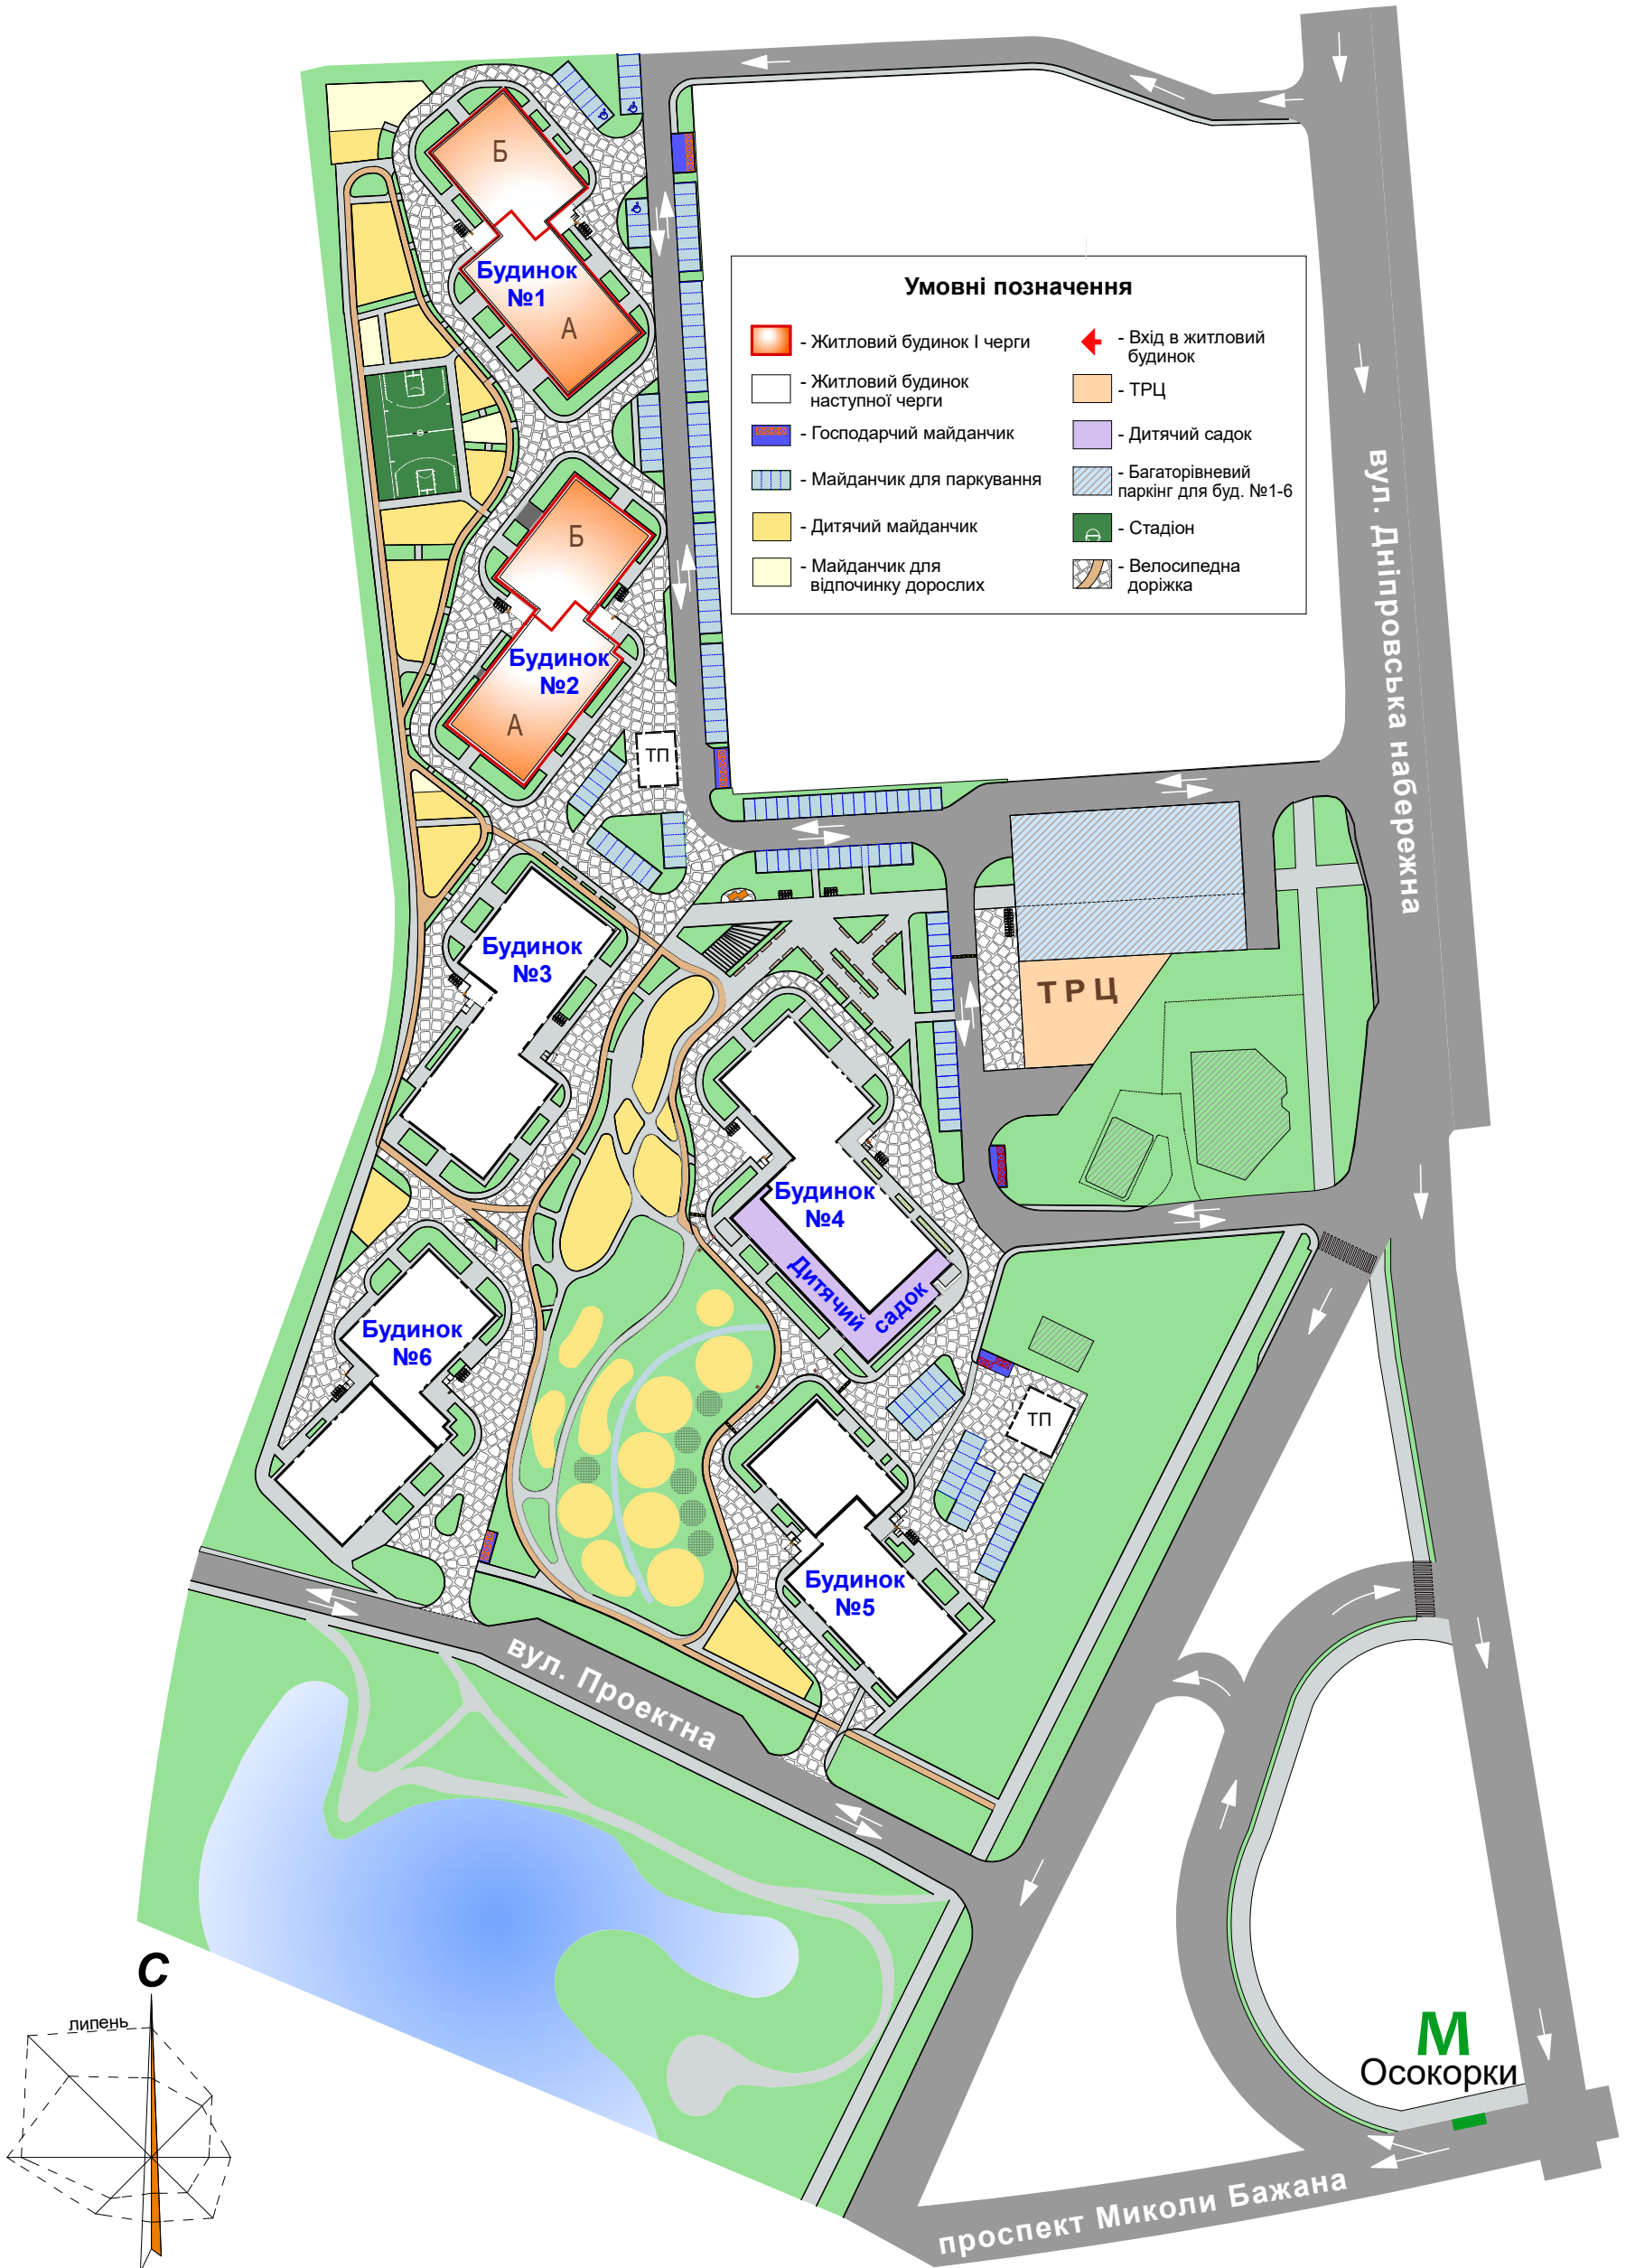 Б
Будинок
№1
А
Умовні позначення
- Житловий будинок І черги
- Житловий будинок
наступної черги
- Господарчий майданчик
- Майданчик для паркування
- Дитячий майданчик
- Майданчик для
відпочинку дорослих
- Вхід в житловий
будинок
- ТРЦ
- Дитячий садок
- Багаторівневий
паркінг для буд. №1-6
- Стадіон
- Велосипедна
доріжка
вул. Дніпровська набережна
Б
Будинок
№2
А
ТП
Будинок
№3
ТРЦ
Будинок
№4
Дитячий
садок
Будинок
№6
ТП
Будинок
№5
вул. Проектна
С
липень
М
Осокорки
проспект Миколи Бажана